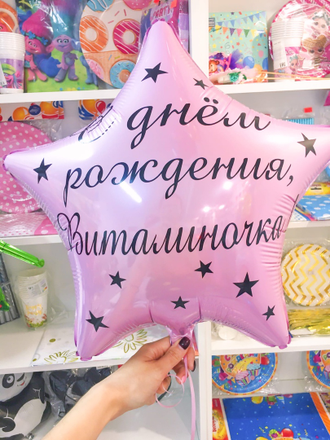 С днём
рождения,
Виталиночка